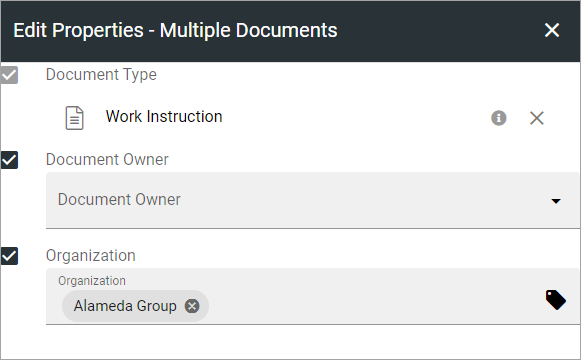 Edit Properties - Multiple Documents
Document Type
Work Instruction
Document Owner
Document Owner
Organization
Organization
Alameda Group